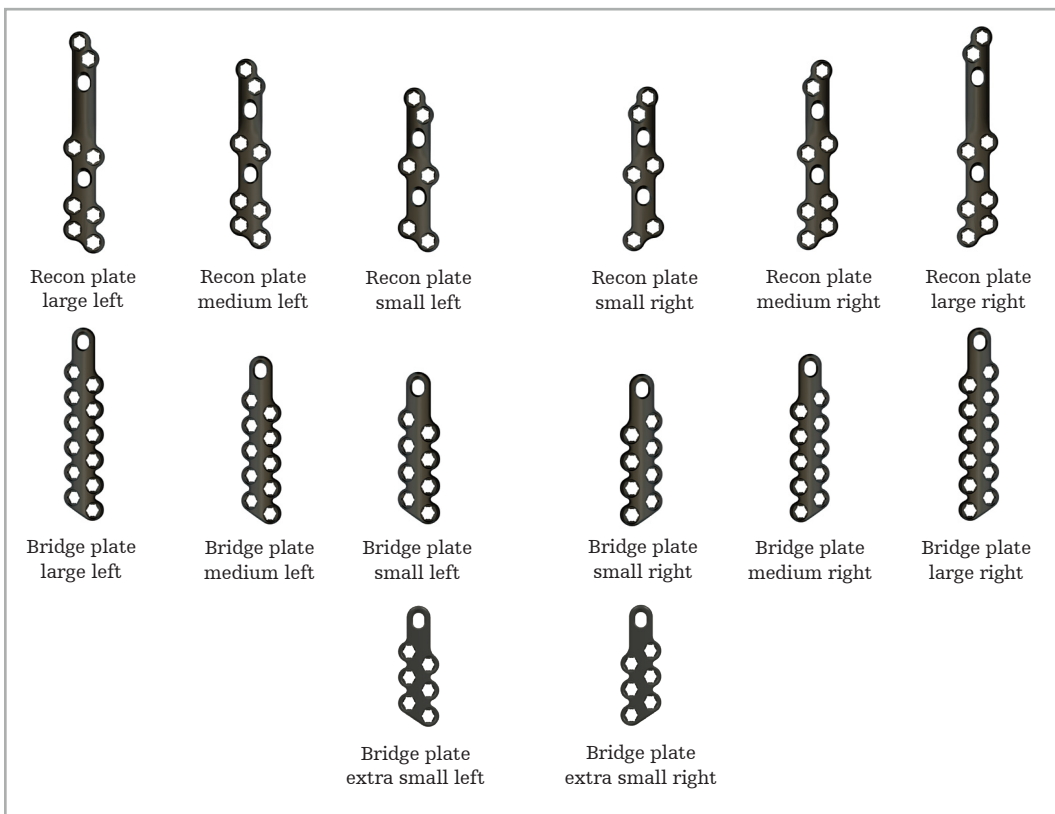 Recon plate
large left
Recon plate
medium left
Recon plate
small left
Recon plate
small right
Recon plate
medium right
Recon plate
large right
Bridge plate
large left
Bridge plate
medium left
Bridge plate
small left
Bridge plate
small right
Bridge plate
medium right
Bridge plate
large right
Bridge plate
extra small left
Bridge plate
extra small right